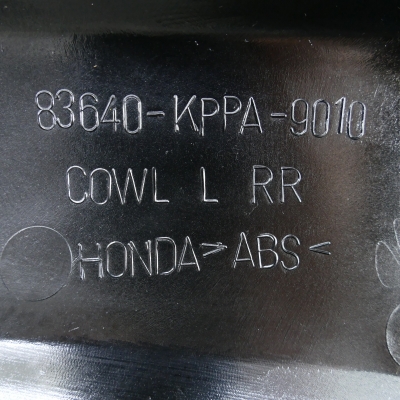 83640-KPPA-9010
COWL L RR
HONDA >ABS<